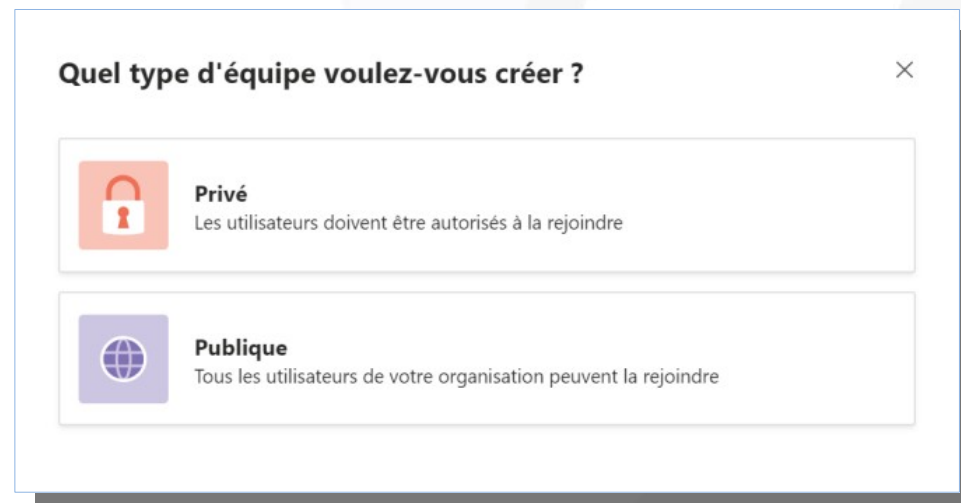 Quel type d'équipe voulez-vous créer ?
Privé
Les utilisateurs doivent être autorisés à la rejoindre
Publique
Tous les utilisateurs de votre organisation peuvent la rejoindre